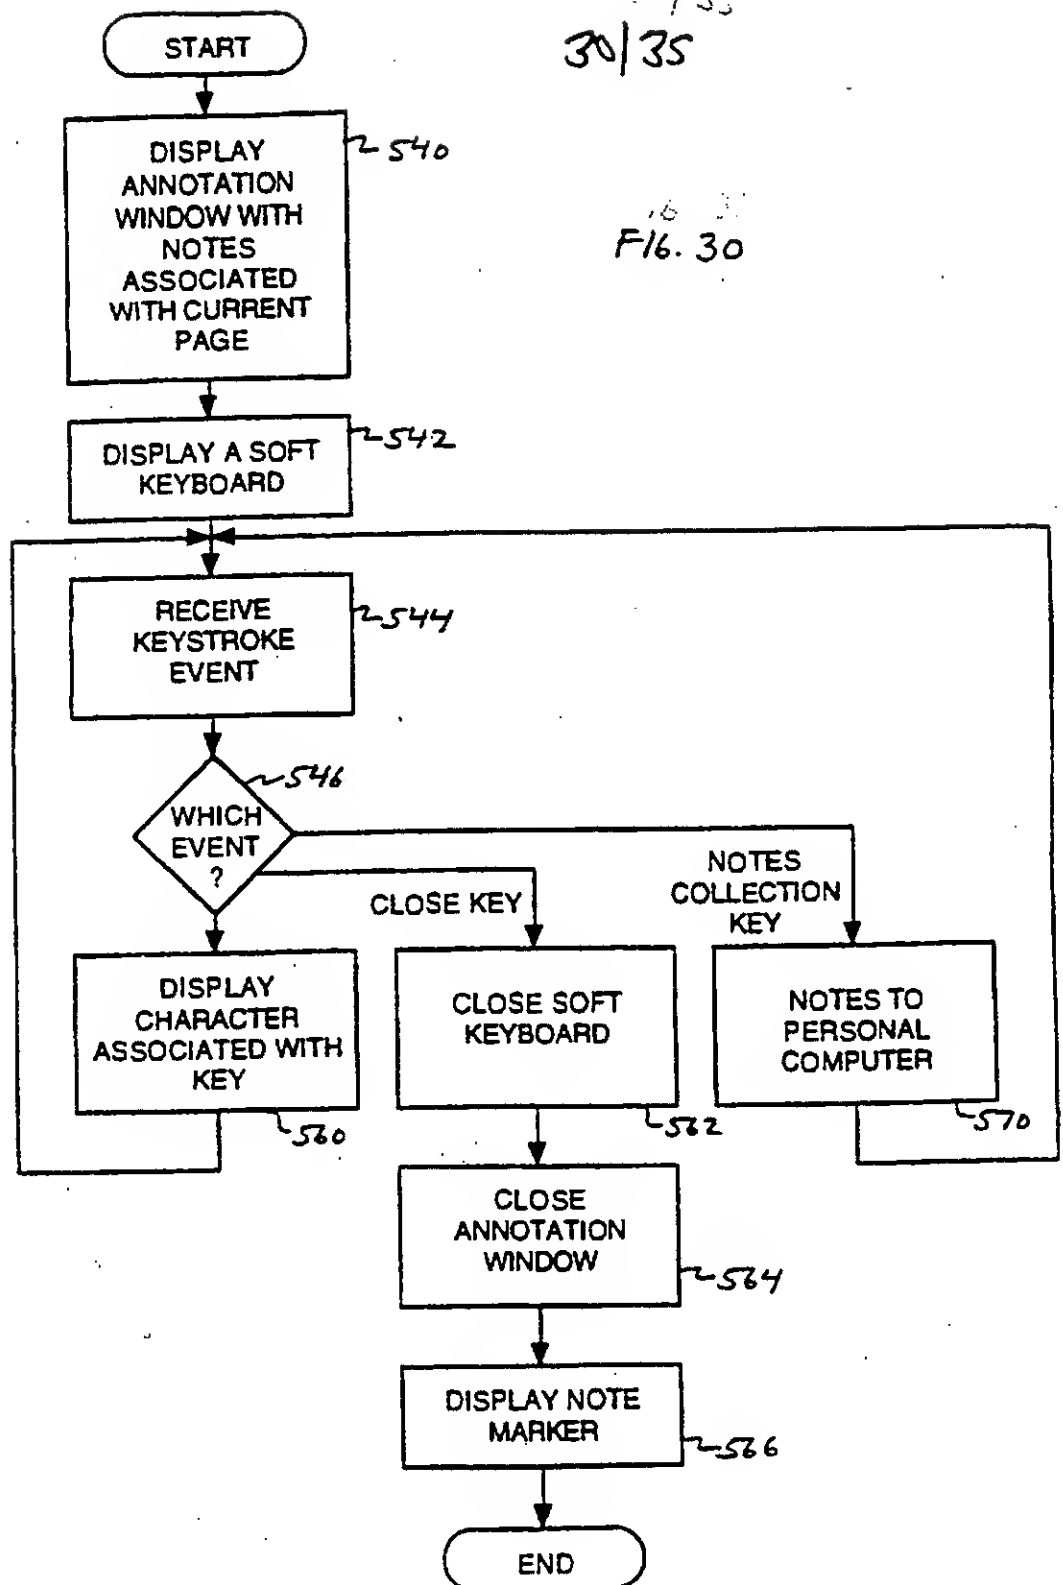 30/35
START
DISPLAY
ANNOTATION
WINDOW WITH
NOTES
ASSOCIATED
WITH CURRENT
PAGE
540
FIG. 30
DISPLAY A SOFT
KEYBOARD
542
RECEIVE
KEYSTROKE
EVENT
544
WHICH
EVENT
?
546
CLOSE KEY
NOTES
COLLECTION
KEY
DISPLAY
CHARACTER
ASSOCIATED WITH
KEY
560
CLOSE SOFT
KEYBOARD
562
NOTES TO
PERSONAL
COMPUTER
570
CLOSE
ANNOTATION
WINDOW
564
DISPLAY NOTE
MARKER
566
END